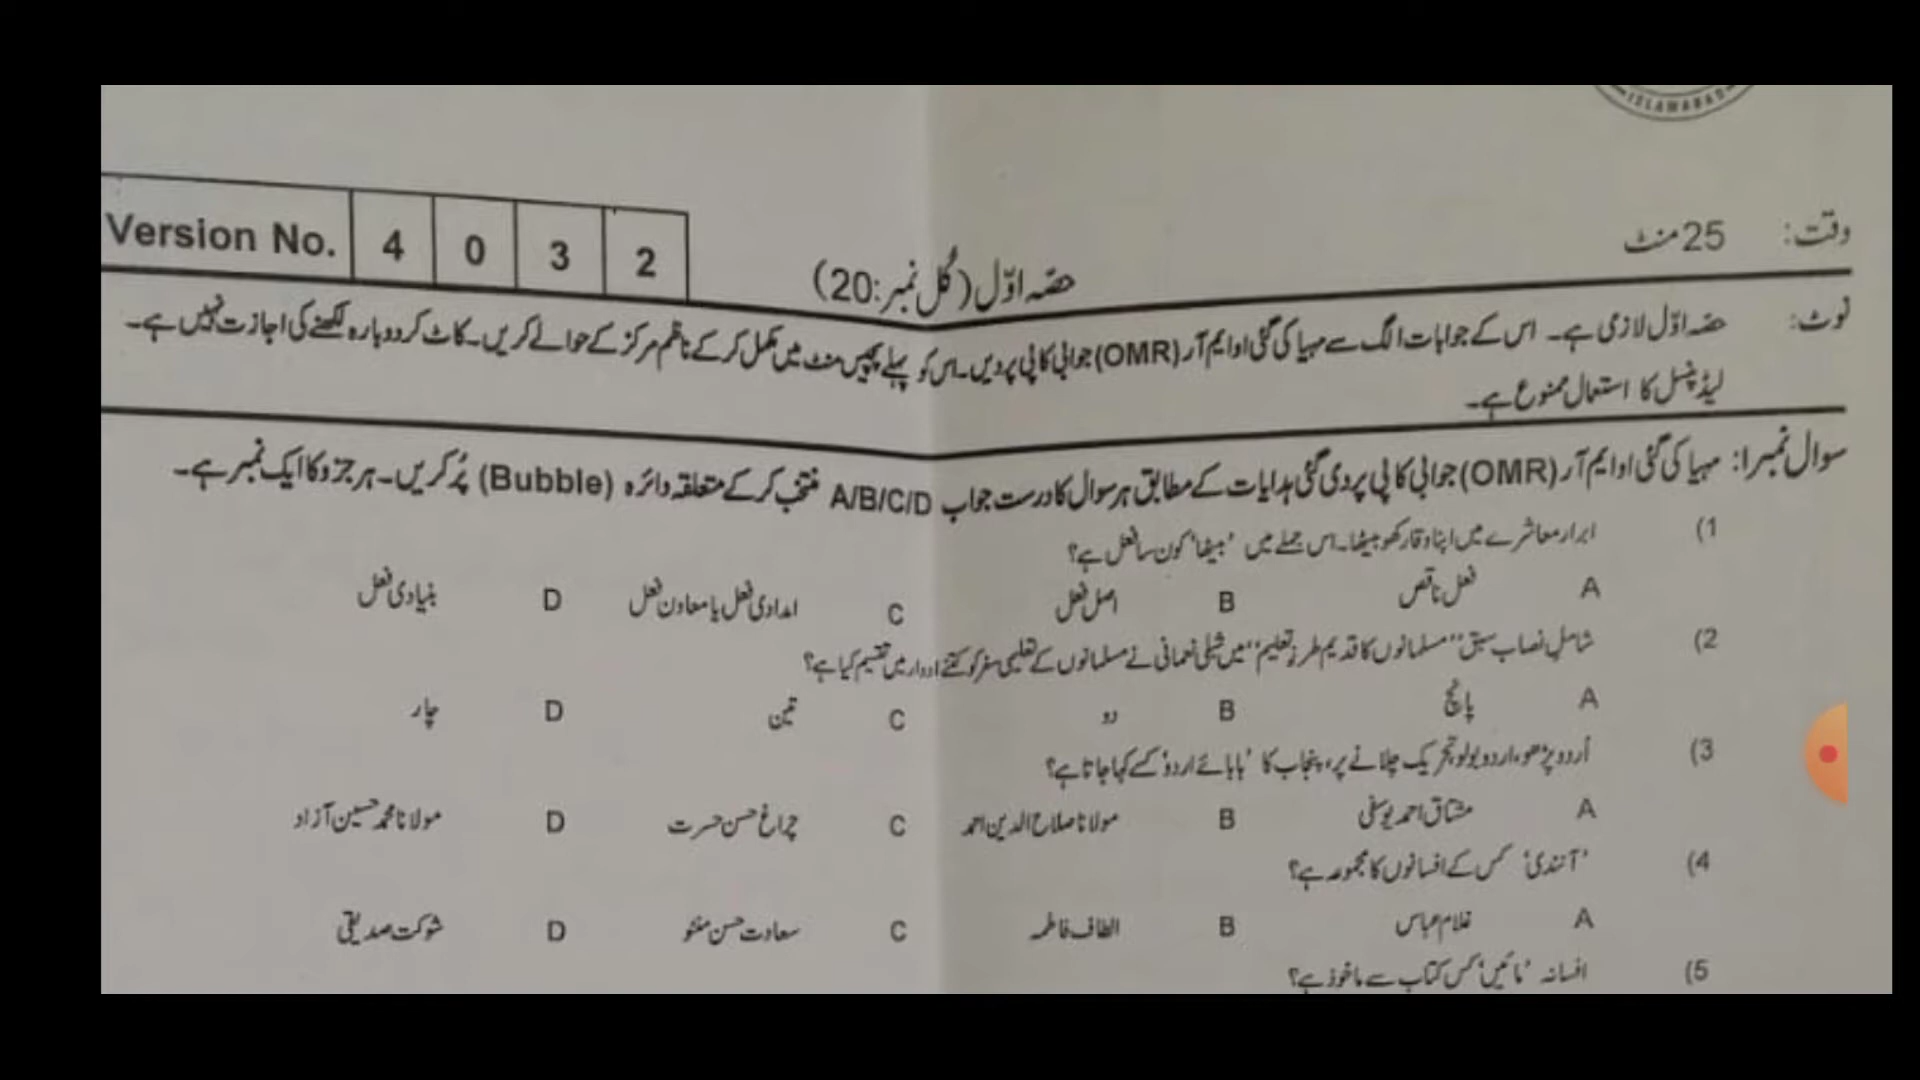 ISLAMABAD
Version No. 4 0 3 2
وقت: 25 منٹ
حصّہ اوّل (کُل نمبر: 20)
نوٹ: حصّہ اوّل لازمی ہے۔ اس کے جوابات الگ سے مہیا کی گئی او ایم آر (OMR) جوابی کاپی پر دیں۔ اس کو پہلے پچیس منٹ میں مکمل کر کے ناظم مرکز کے حوالے کریں۔ کاٹ کر دوبارہ لکھنے کی اجازت نہیں ہے۔
لیڈ پنسل کا استعمال ممنوع ہے۔
سوال نمبر ا: مہیا کی گئی او ایم آر (OMR) جوابی کاپی پر دی گئی ہدایات کے مطابق ہر سوال کا درست جواب A/B/C/D منتخب کر کے متعلقہ دائرہ (Bubble) پُر کریں۔ ہر جزو کا ایک نمبر ہے۔
(1 ابرار معاشرے میں اپنا وقار کھو بیٹھا۔ اس جملے میں ’بیٹھا‘ کون سا فعل ہے؟
A فعل ناقص B اصل فعل C امدادی فعل یا معاون فعل D بنیادی فعل
(2 شاملِ نصاب سبق ’’مسلمانوں کا قدیم طرزِ تعلیم‘‘ میں شبلی نعمانی نے مسلمانوں کے تعلیمی سفر کو کتنے ادوار میں تقسیم کیا ہے؟
A پانچ B دو C تین D چار
(3 اُردو پڑھو، اردو بولو تحریک چلانے پر، پنجاب کا ’بابائے اردو‘ کسے کہا جاتا ہے؟
A مشتاق احمد یوسفی B مولانا صلاح الدین احمد C چراغ حسن حسرت D مولانا محمد حسین آزاد
(4 ’آنندی‘ کس کے افسانوں کا مجموعہ ہے؟
A غلام عباس B الطاف فاطمہ C سعادت حسن منٹو D شوکت صدیقی
(5 افسانہ ’مائیں‘ کس کتاب سے ماخوذ ہے؟